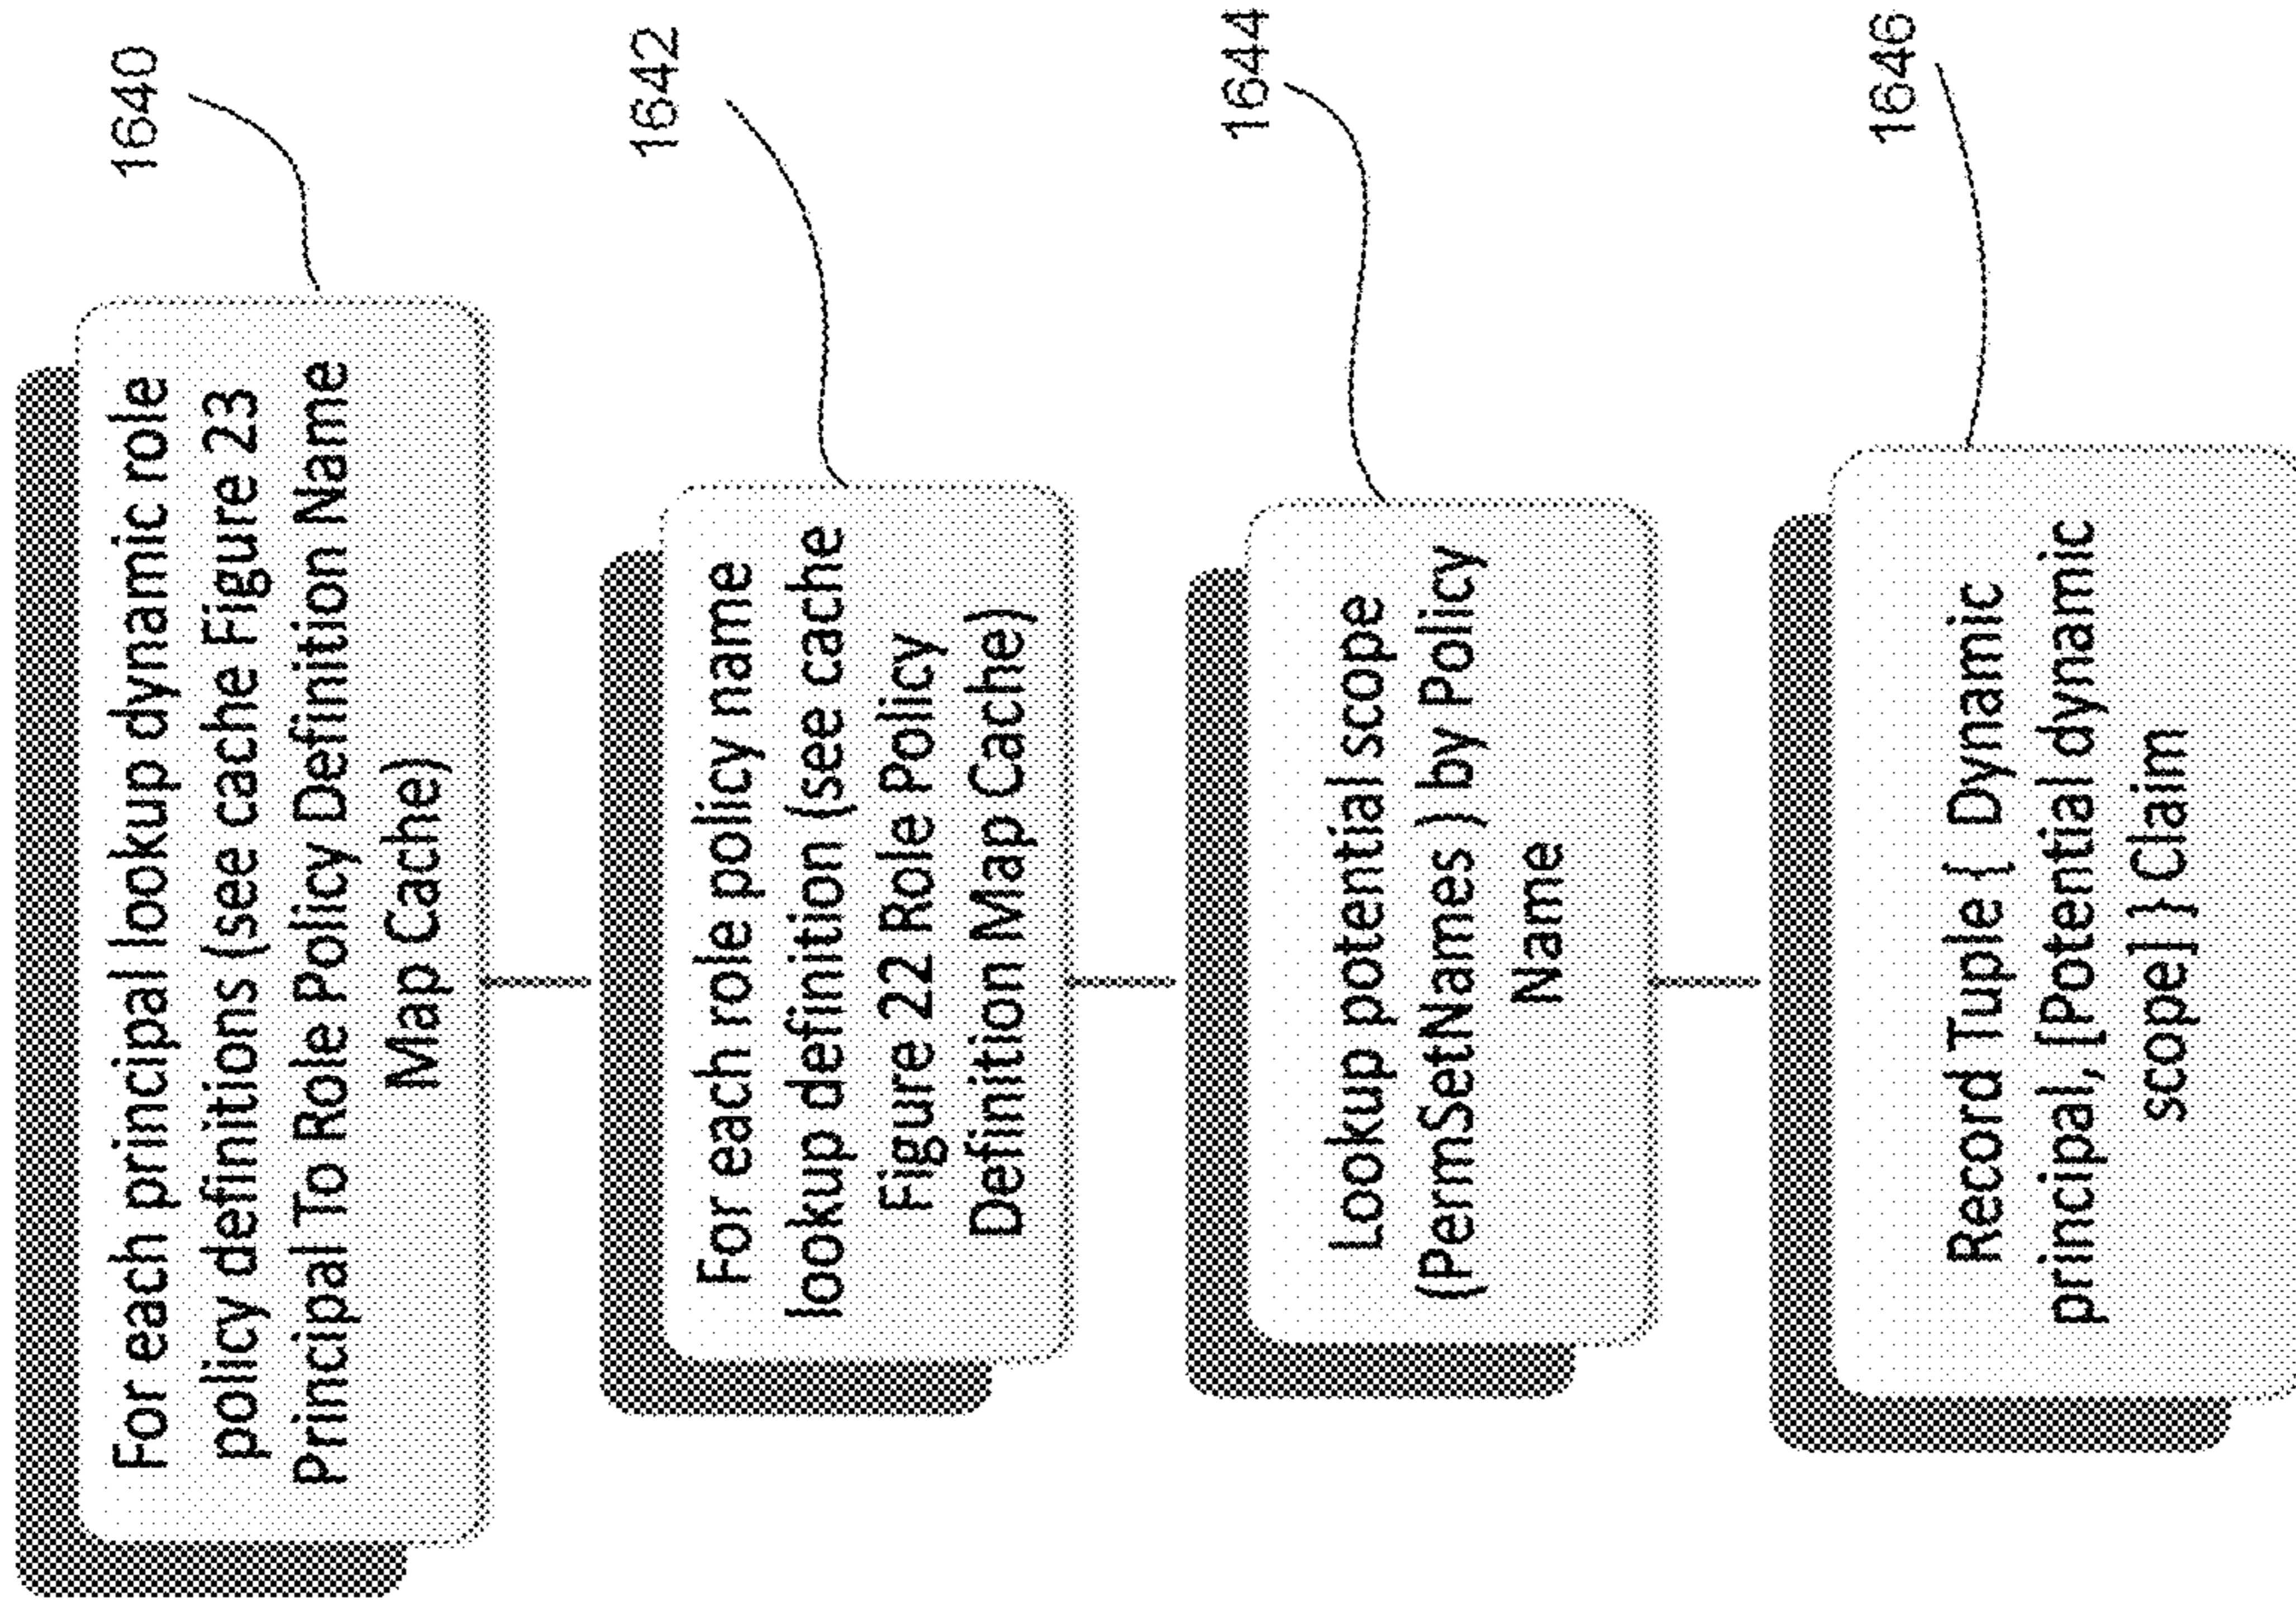 1640
For each principal lookup dynamic role
policy definitions (see cache Figure 23
Principal To Role Policy Definition Name
Map Cache)
1642
For each role policy name
lookup definition (see cache
Figure 22 Role Policy
Definition Map Cache)
1644
Lookup potential scope
(PermSetNames ) by Policy
Name
1646
Record Tuple { Dynamic
principal, [Potential dynamic
scope] } Claim